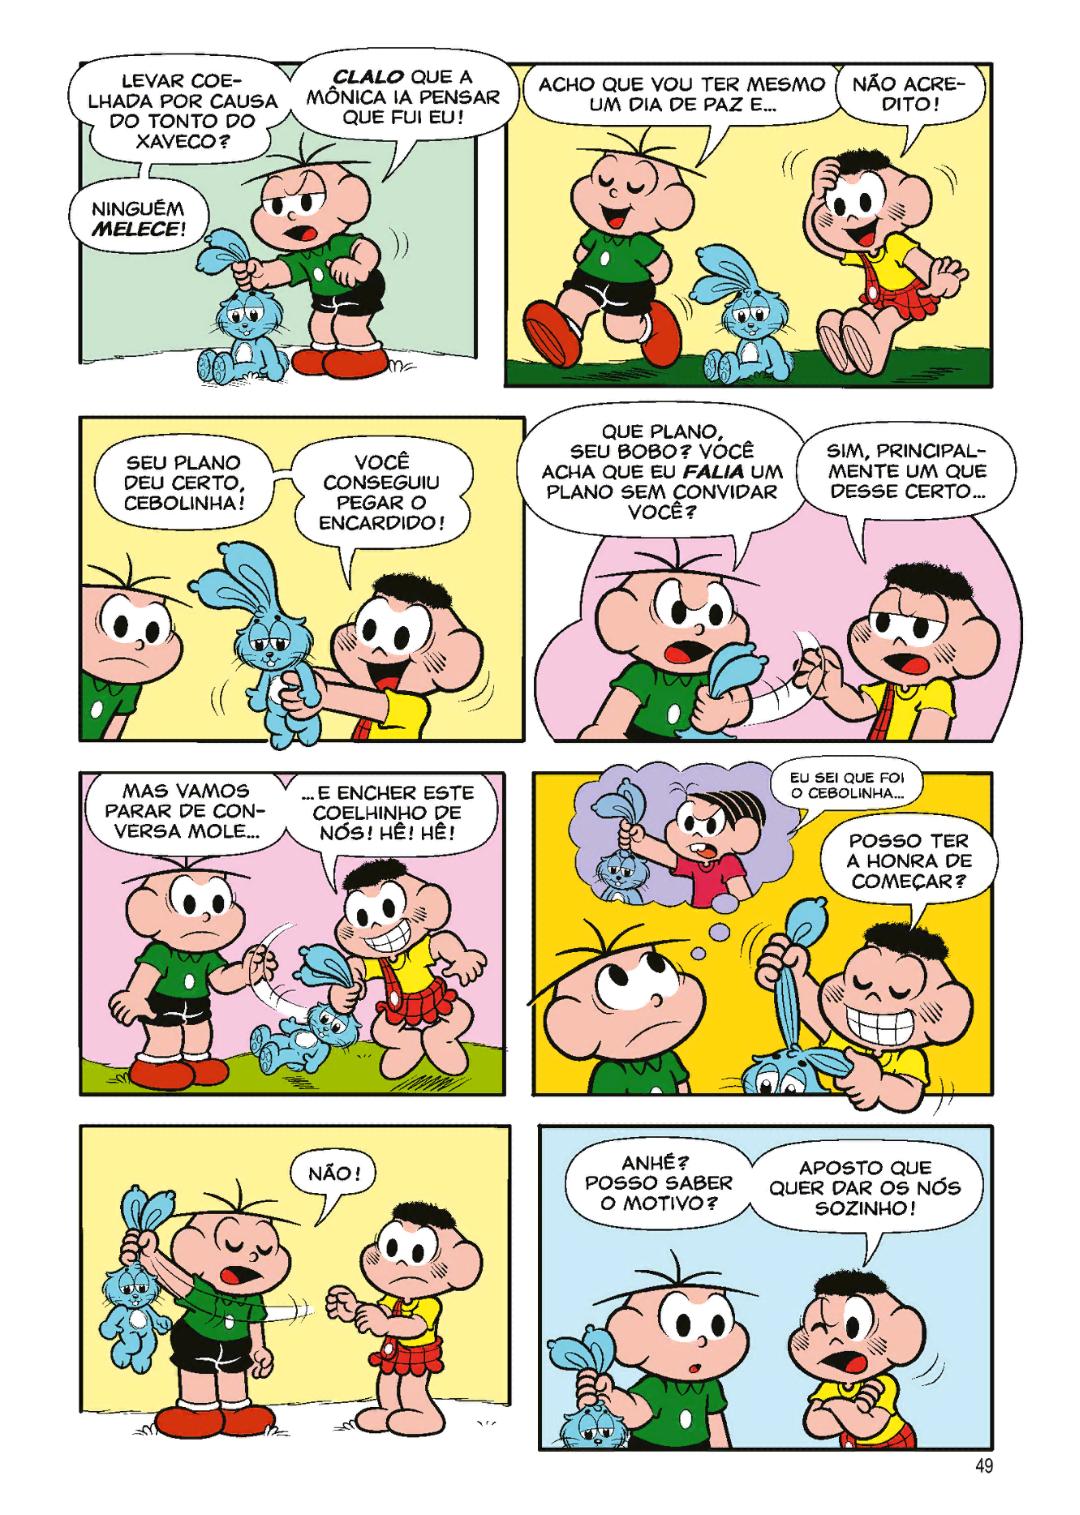 LEVAR COE-
LHADA POR CAUSA
DO TONTO DO
XAVECO?
NINGUÉM
MELECE!
CLALO QUE A
MÔNICA IA PENSAR
QUE FUI EU!
ACHO QUE VOU TER MESMO
UM DIA DE PAZ E...
NÃO ACRE-
DITO!
SEU PLANO
DEU CERTO,
CEBOLINHA!
VOCÊ
CONSEGUIU
PEGAR O
ENCARDIDO!
QUE PLANO,
SEU BOBO? VOCÊ
ACHA QUE EU FALIA UM
PLANO SEM CONVIDAR
VOCÊ?
SIM, PRINCIPAL-
MENTE UM QUE
DESSE CERTO...
MAS VAMOS
PARAR DE CON-
VERSA MOLE...
...E ENCHER ESTE
COELHINHO DE
NÓS! HÊ! HÊ!
EU SEI QUE FOI
O CEBOLINHA...
POSSO TER
A HONRA DE
COMEÇAR?
NÃO!
ANHÉ?
POSSO SABER
O MOTIVO?
APOSTO QUE
QUER DAR OS NÓS
SOZINHO!
49